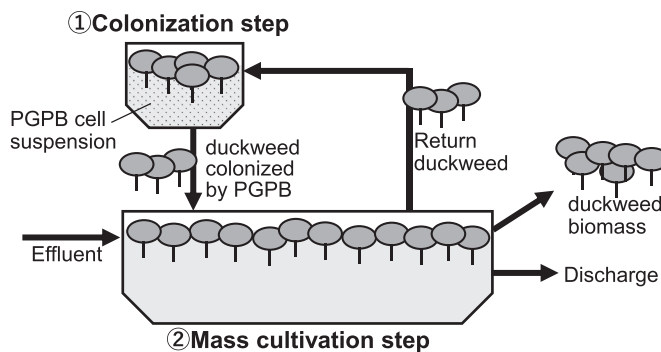 ①Colonization step
PGPB cell
suspension
duckweed
colonized
by PGPB
Return
duckweed
duckweed
biomass
Effluent
Discharge
②Mass cultivation step